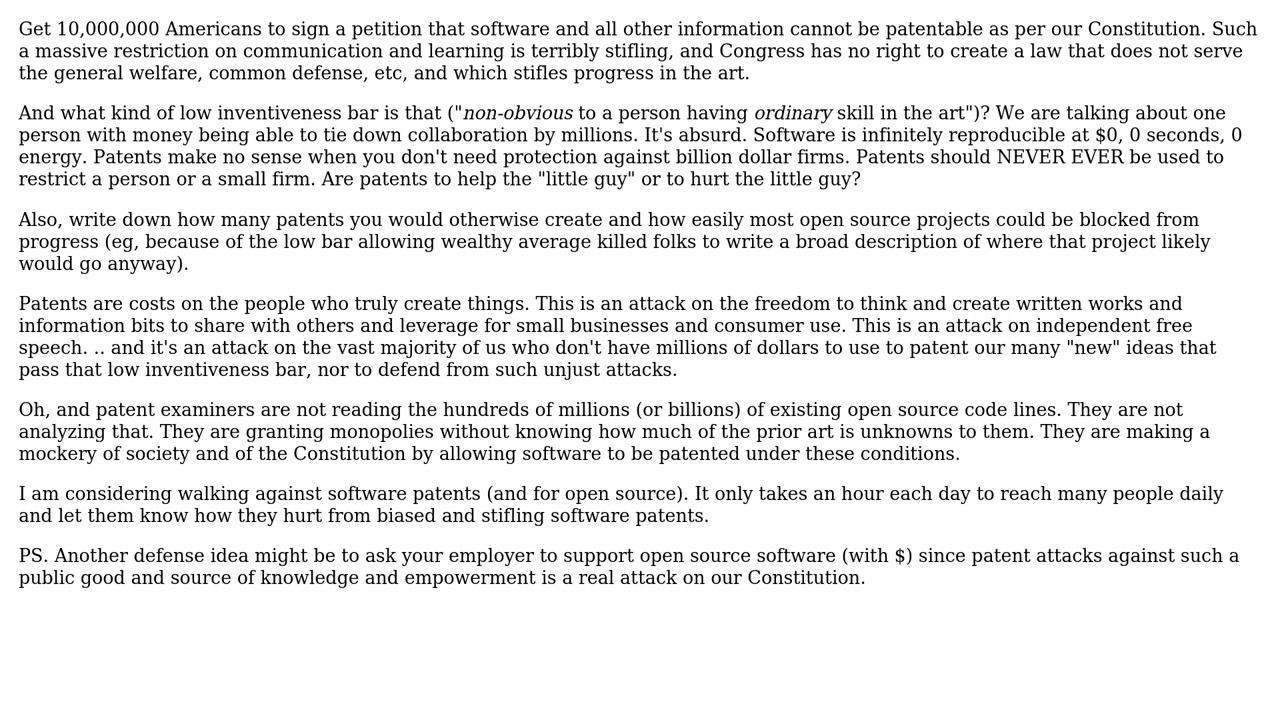 Get 10,000,000 Americans to sign a petition that software and all other information cannot be patentable as per our Constitution. Such
a massive restriction on communication and learning is terribly stifling, and Congress has no right to create a law that does not serve
the general welfare, common defense, etc, and which stifles progress in the art.
And what kind of low inventiveness bar is that ("non-obvious to a person having ordinary skill in the art")? We are talking about one
person with money being able to tie down collaboration by millions. It's absurd. Software is infinitely reproducible at $0, 0 seconds, 0
energy. Patents make no sense when you don't need protection against billion dollar firms. Patents should NEVER EVER be used to
restrict a person or a small firm. Are patents to help the "little guy" or to hurt the little guy?
Also, write down how many patents you would otherwise create and how easily most open source projects could be blocked from
progress (eg, because of the low bar allowing wealthy average killed folks to write a broad description of where that project likely
would go anyway).
Patents are costs on the people who truly create things. This is an attack on the freedom to think and create written works and
information bits to share with others and leverage for small businesses and consumer use. This is an attack on independent free
speech. .. and it's an attack on the vast majority of us who don't have millions of dollars to use to patent our many "new" ideas that
pass that low inventiveness bar, nor to defend from such unjust attacks.
Oh, and patent examiners are not reading the hundreds of millions (or billions) of existing open source code lines. They are not
analyzing that. They are granting monopolies without knowing how much of the prior art is unknowns to them. They are making a
mockery of society and of the Constitution by allowing software to be patented under these conditions.
I am considering walking against software patents (and for open source). It only takes an hour each day to reach many people daily
and let them know how they hurt from biased and stifling software patents.
PS. Another defense idea might be to ask your employer to support open source software (with $) since patent attacks against such a
public good and source of knowledge and empowerment is a real attack on our Constitution.